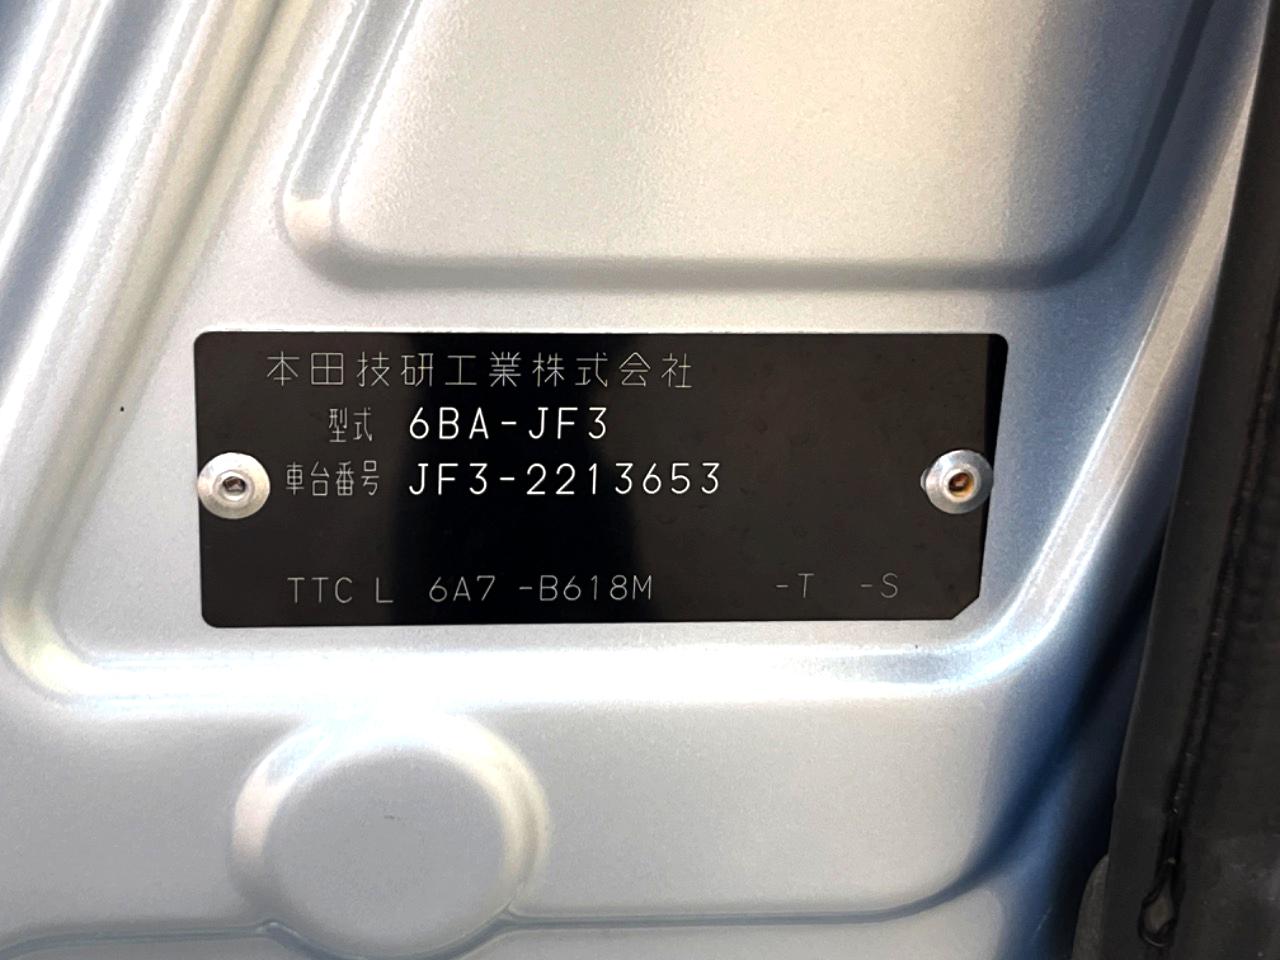 本田技研工業株式会社
型式 6BA-JF3
車台番号 JF3-2213653
TTC L 6A7 -B618M -T -S